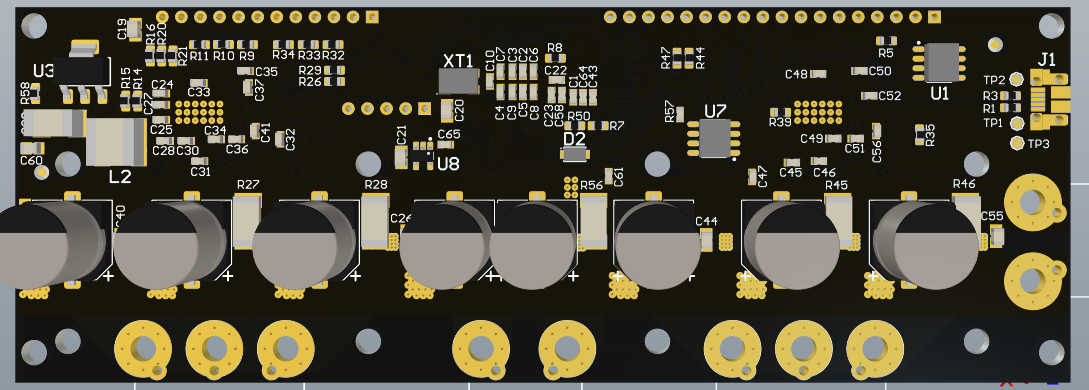 C19
R16
R20
R21
R11
R10
R9
R34
R33
R32
R29
R26
U3
R58
R15
R14
C24
C27
C25
C28
C30
C33
C35
C37
C34
C36
C41
C32
C31
C60
L2
XT1
C10
C7
C3
C2
C6
C4
C9
C5
C8
R8
C22
C1
C64
C43
C23
C58
R50
R7
D2
C20
C21
C65
U8
R47
R44
R57
U7
R39
C48
C50
C52
C49
C51
C56
C45
C46
C47
R5
U1
R35
J1
TP2
R3
R1
TP1
TP3
C61
R27
R28
R56
R45
R46
C40
C26
C44
C55
+
+
+
+
+
+